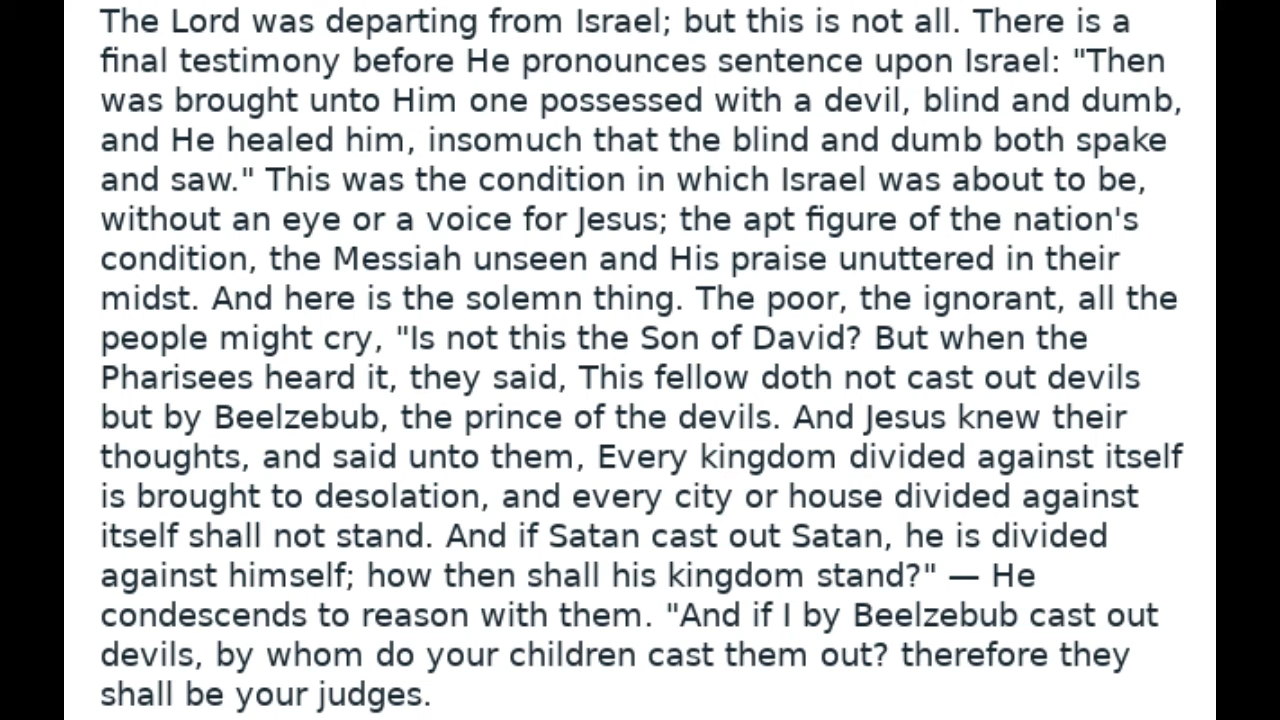 The Lord was departing from Israel; but this is not all. There is a
final testimony before He pronounces sentence upon Israel: "Then
was brought unto Him one possessed with a devil, blind and dumb,
and He healed him, insomuch that the blind and dumb both spake
and saw." This was the condition in which Israel was about to be,
without an eye or a voice for Jesus; the apt figure of the nation's
condition, the Messiah unseen and His praise unuttered in their
midst. And here is the solemn thing. The poor, the ignorant, all the
people might cry, "Is not this the Son of David? But when the
Pharisees heard it, they said, This fellow doth not cast out devils
but by Beelzebub, the prince of the devils. And Jesus knew their
thoughts, and said unto them, Every kingdom divided against itself
is brought to desolation, and every city or house divided against
itself shall not stand. And if Satan cast out Satan, he is divided
against himself; how then shall his kingdom stand?" — He
condescends to reason with them. "And if I by Beelzebub cast out
devils, by whom do your children cast them out? therefore they
shall be your judges.